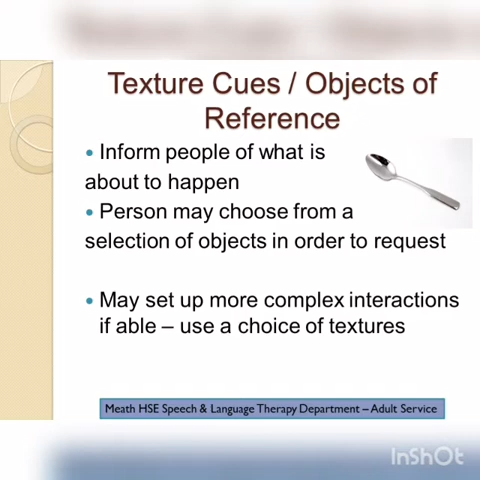 Texture Cues / Objects of
Reference
• Inform people of what is
about to happen
• Person may choose from a
selection of objects in order to request
• May set up more complex interactions
if able – use a choice of textures
Meath HSE Speech & Language Therapy Department – Adult Service
InShOt